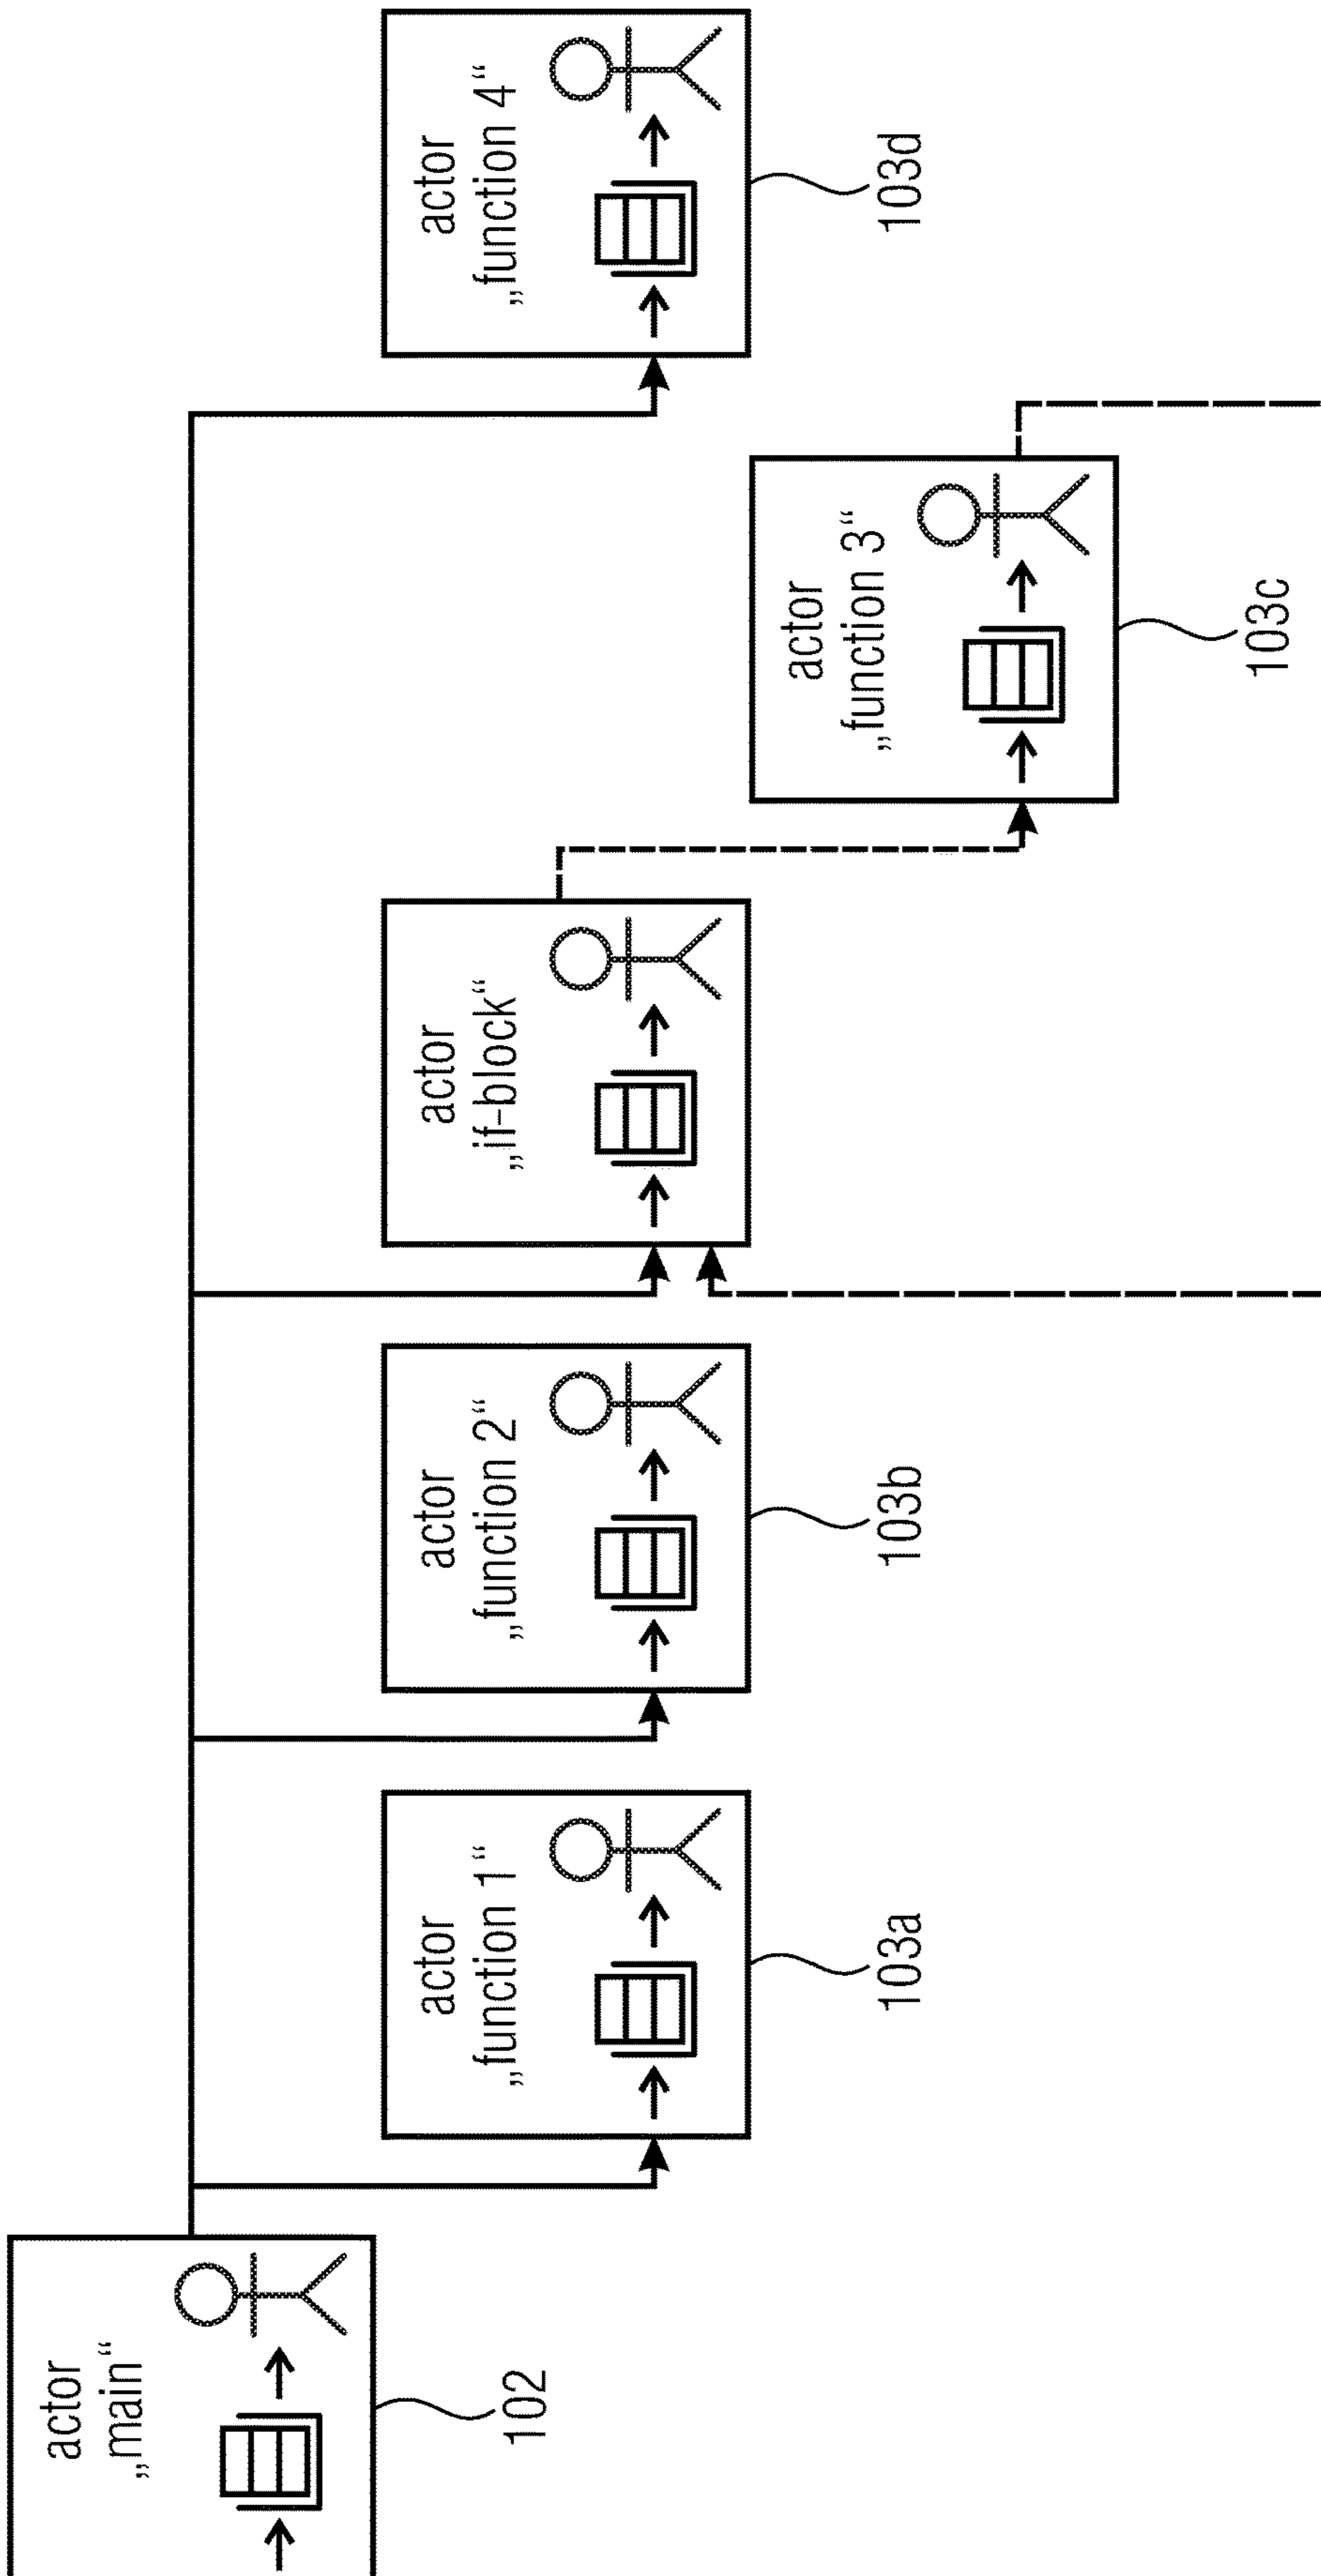 actor
„main“
102
actor
„function 1“
103a
actor
„function 2“
103b
actor
„if-block“
actor
„function 3“
103c
actor
„function 4“
103d